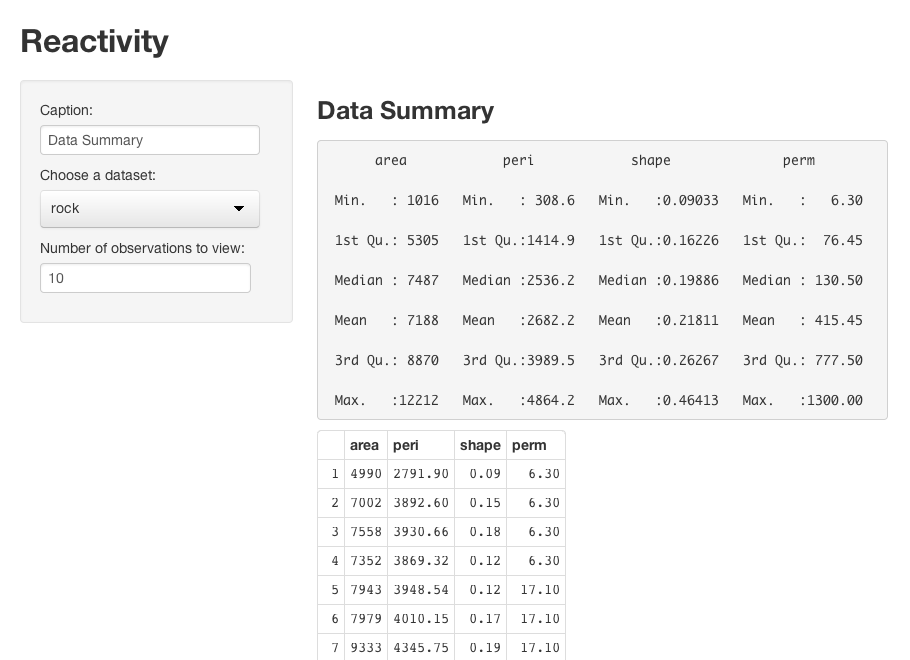 Reactivity
Caption:
Data Summary
Choose a dataset:
rock
Number of observations to view:
10
Data Summary
area peri shape perm
Min. : 1016 Min. : 308.6 Min. :0.09033 Min. : 6.30
1st Qu.: 5305 1st Qu.:1414.9 1st Qu.:0.16226 1st Qu.: 76.45
Median : 7487 Median :2536.2 Median :0.19886 Median : 130.50
Mean : 7188 Mean :2682.2 Mean :0.21811 Mean : 415.45
3rd Qu.: 8870 3rd Qu.:3989.5 3rd Qu.:0.26267 3rd Qu.: 777.50
Max. :12212 Max. :4864.2 Max. :0.46413 Max. :1300.00
area peri shape perm
1 4990 2791.90 0.09 6.30
2 7002 3892.60 0.15 6.30
3 7558 3930.66 0.18 6.30
4 7352 3869.32 0.12 6.30
5 7943 3948.54 0.12 17.10
6 7979 4010.15 0.17 17.10
7 9333 4345.75 0.19 17.10